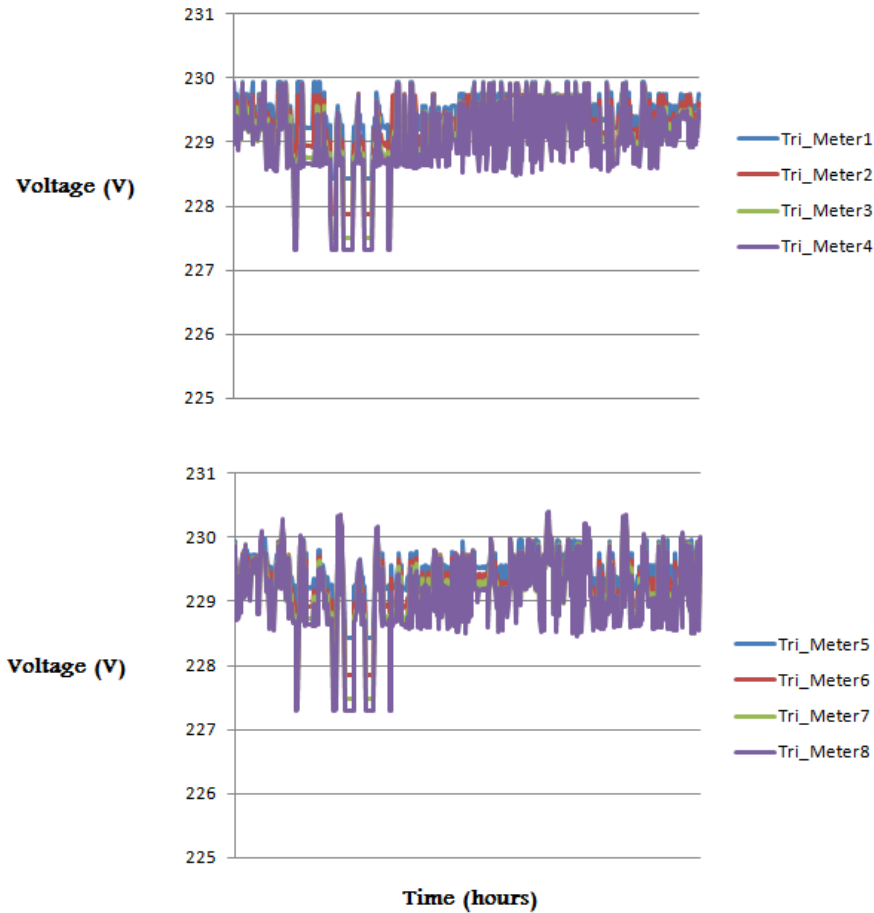 231
230
229
228
227
226
225
Voltage (V)
Tri_Meter1
Tri_Meter2
Tri_Meter3
Tri_Meter4
231
230
229
228
227
226
225
Voltage (V)
Tri_Meter5
Tri_Meter6
Tri_Meter7
Tri_Meter8
Time (hours)